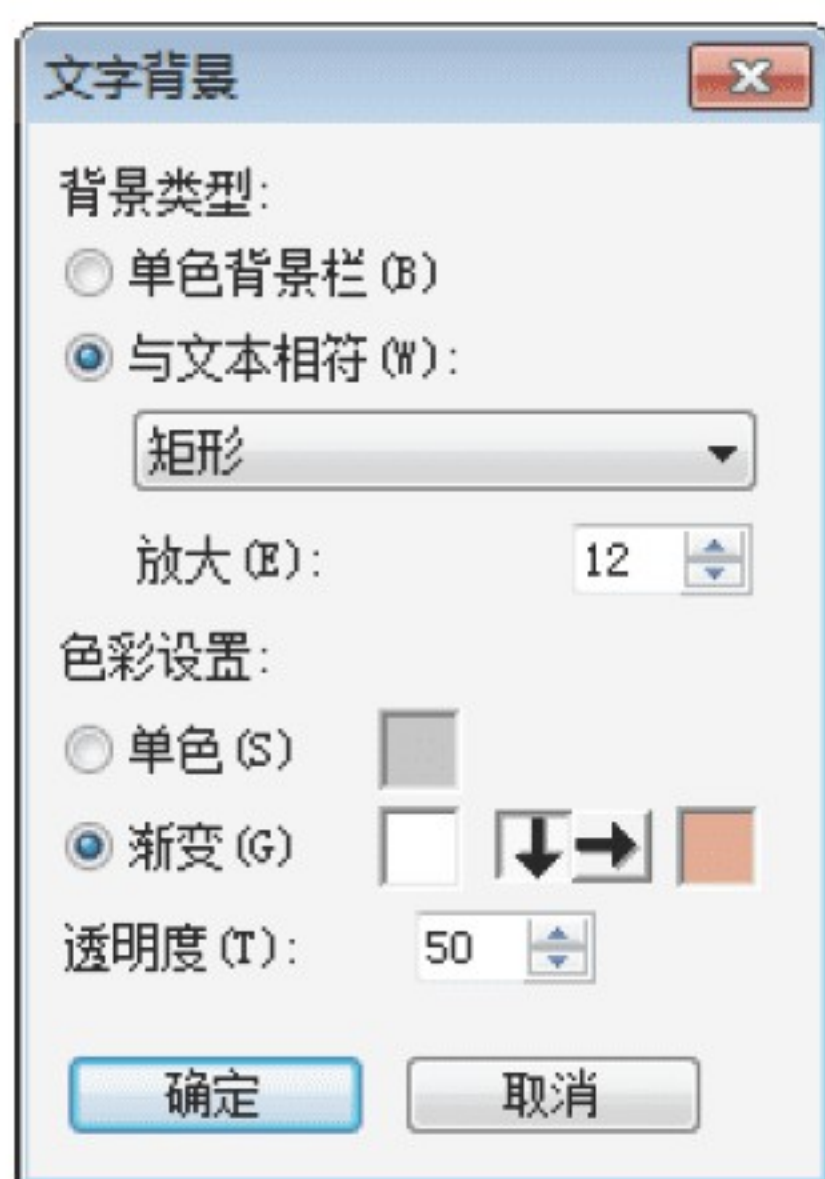 文字背景
背景类型:
单色背景栏(B)
与文本相符(W):
矩形
放大(E): 12
色彩设置:
单色(S)
渐变(G)
透明度(T): 50
确定 取消